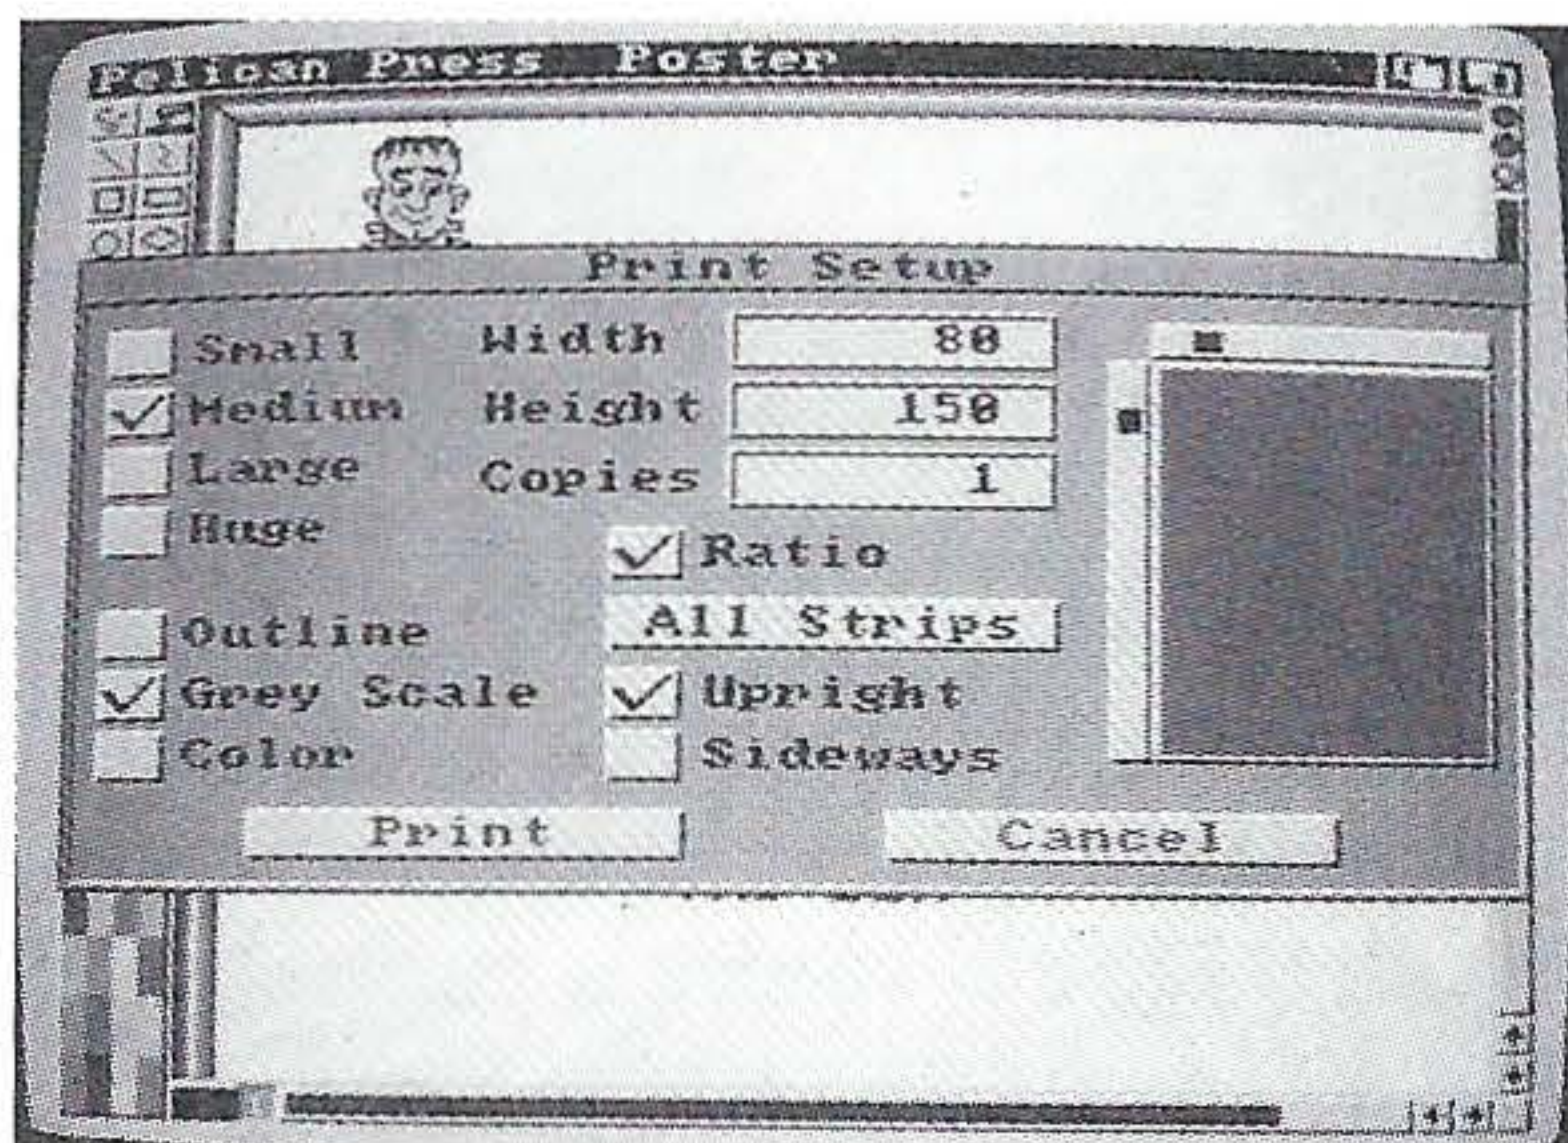 Pelican Press Poster
Print Setup
Small
Medium
Large
Huge
Width 80
Height 150
Copies 1
Ratio
All Strips
Outline
Grey Scale
Color
Upright
Sideways
Print
Cancel